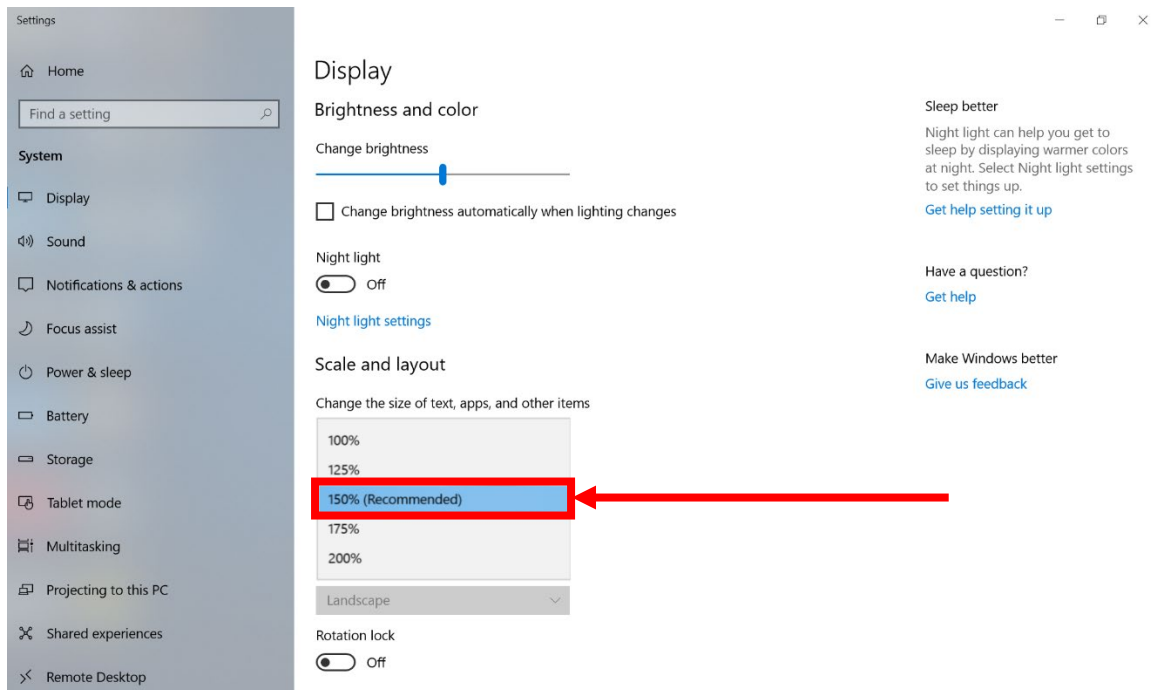 Settings
Home
Find a setting
System
Display
Sound
Notifications & actions
Focus assist
Power & sleep
Battery
Storage
Tablet mode
Multitasking
Projecting to this PC
Shared experiences
Remote Desktop
Display
Brightness and color
Change brightness
Change brightness automatically when lighting changes
Night light
Off
Night light settings
Scale and layout
Change the size of text, apps, and other items
100%
125%
150% (Recommended)
175%
200%
Landscape
Rotation lock
Off
Sleep better
Night light can help you get to
sleep by displaying warmer colors
at night. Select Night light settings
to set things up.
Get help setting it up
Have a question?
Get help
Make Windows better
Give us feedback